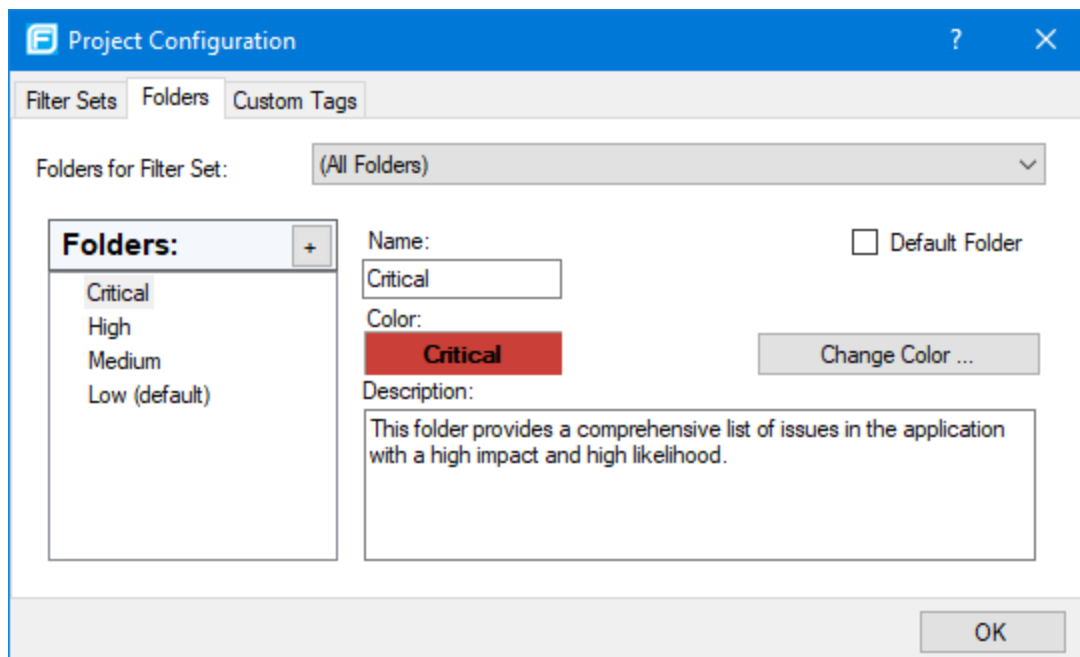 Project Configuration
?
Filter Sets
Folders
Custom Tags
Folders for Filter Set:
(All Folders)
Folders:
+
Critical
High
Medium
Low (default)
Name:
Critical
Default Folder
Color:
Critical
Change Color ...
Description:
This folder provides a comprehensive list of issues in the application
with a high impact and high likelihood.
OK